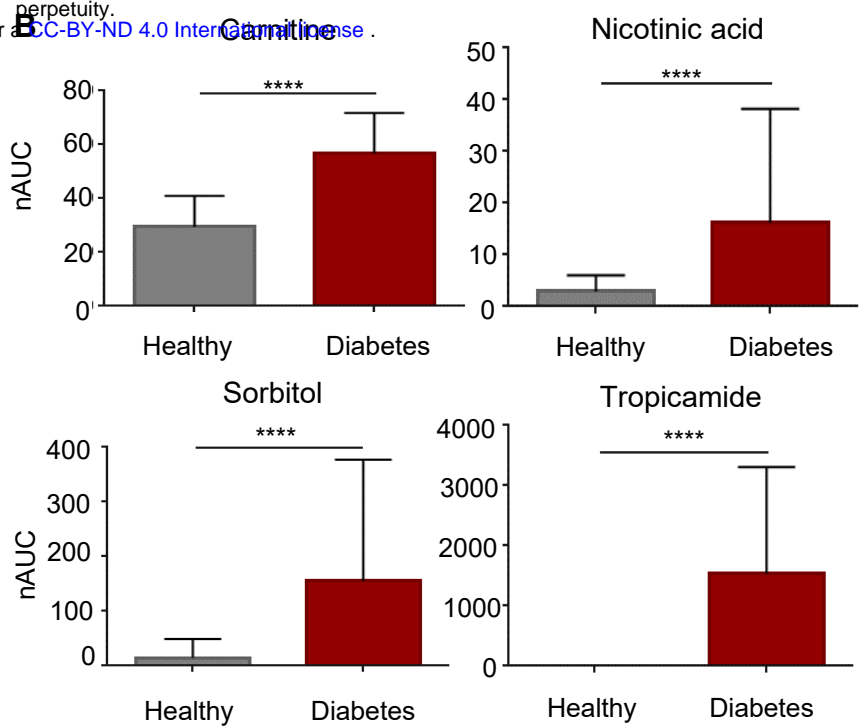 perpetuity.
B
r a CC-BY-ND 4.0 International license .
Carnitine
Nicotinic acid
80
60
40
20
0
nAUC
****
Healthy
Diabetes
50
40
30
20
10
0
****
Healthy
Diabetes
Sorbitol
Tropicamide
400
300
200
100
0
nAUC
****
Healthy
Diabetes
4000
3000
2000
1000
0
****
Healthy
Diabetes